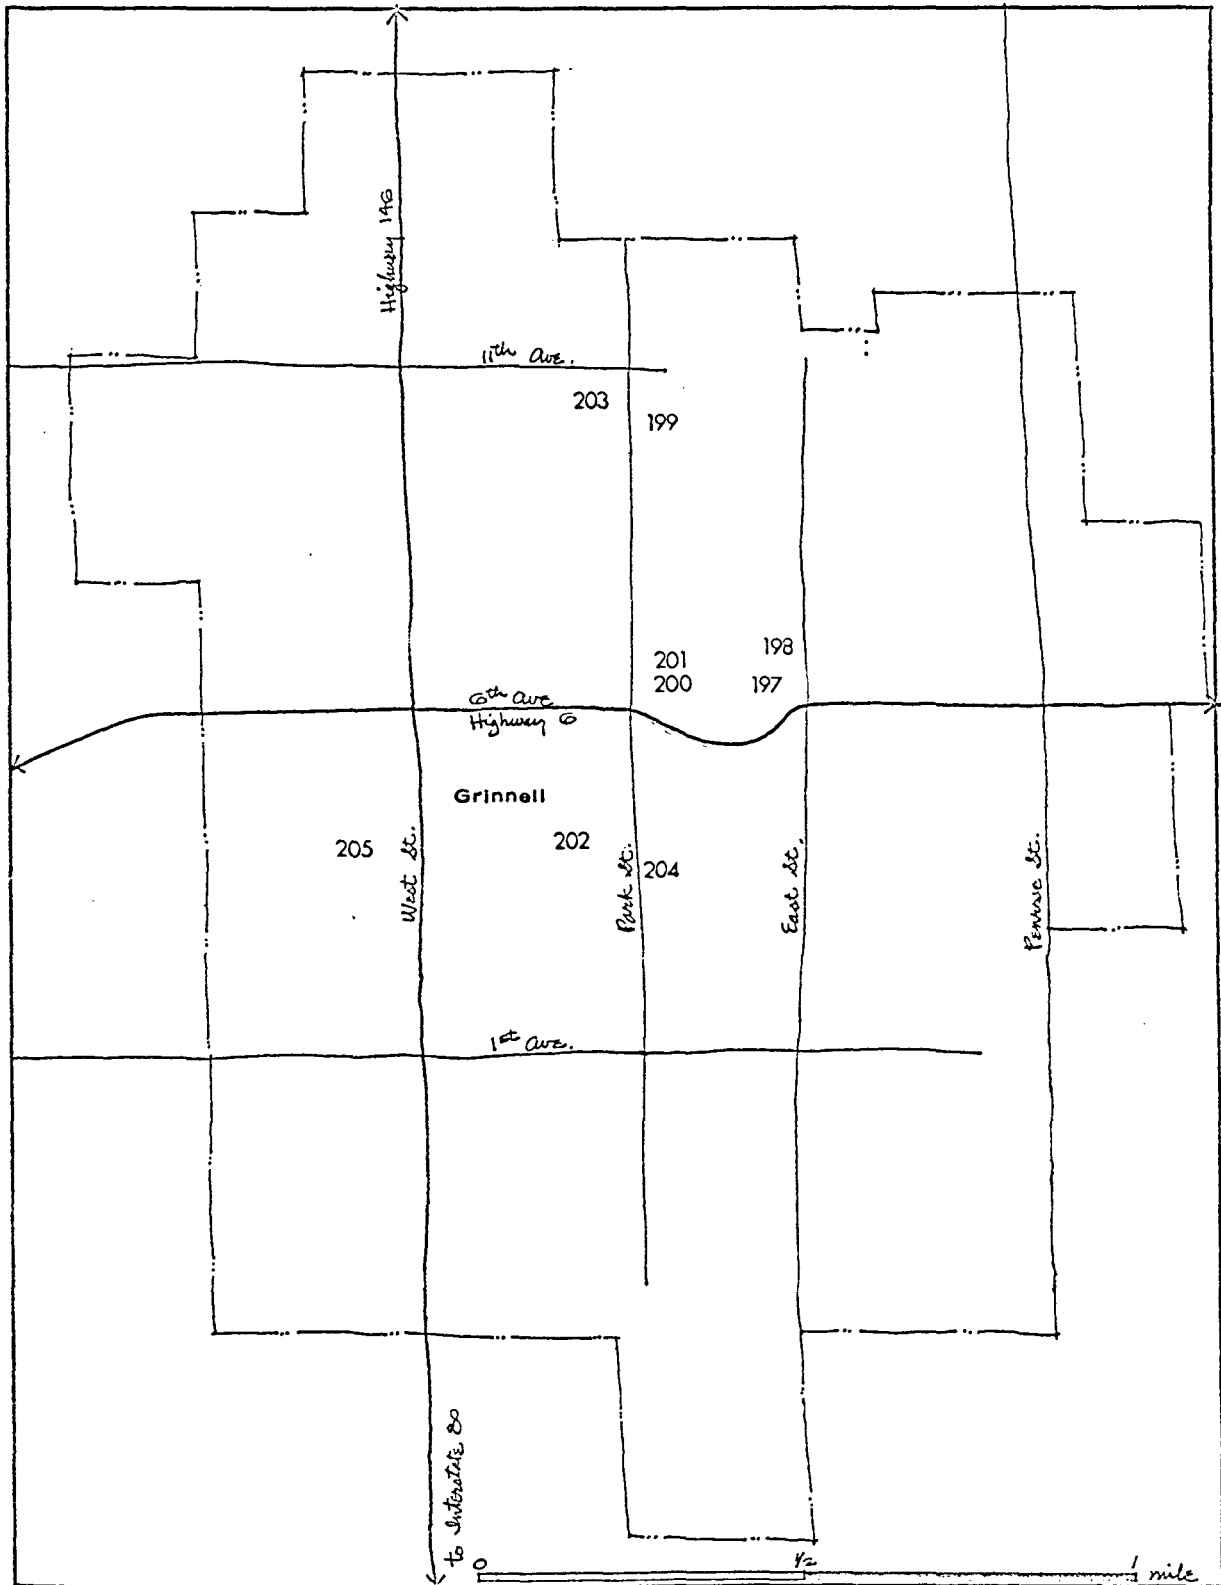 Highway 146
11th Ave.
203
199
198
201
200
197
6th Ave
Highway 6
Grinnell
205
West St.
202
Park St.
204
East St.
Penrose St.
1st Ave.
to Interstate 80
0
1/2
1 mile